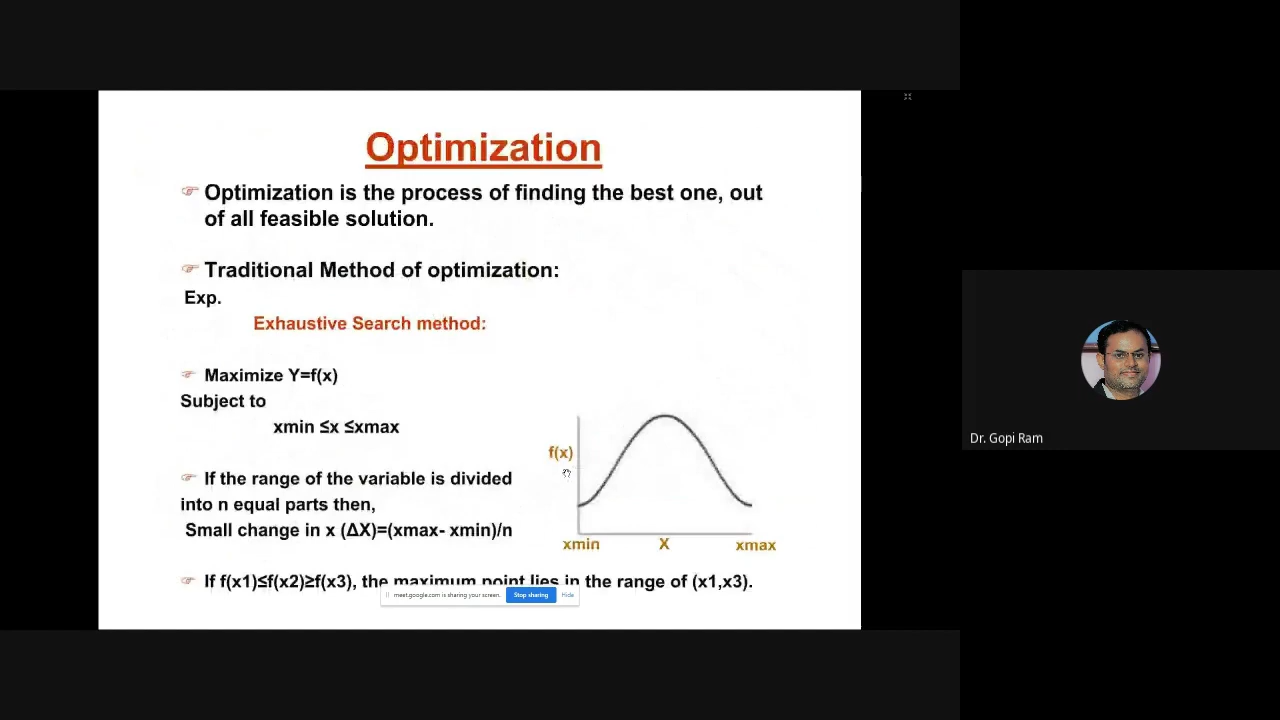 Optimization
Optimization is the process of finding the best one, out
of all feasible solution.
Traditional Method of optimization:
Exp.
Exhaustive Search method:
Maximize Y=f(x)
Subject to
xmin ≤x ≤xmax
If the range of the variable is divided
into n equal parts then,
Small change in x (ΔX)=(xmax- xmin)/n
f(x)
xmin X xmax
If f(x1)≤f(x2)≥f(x3), the maximum point lies in the range of (x1,x3).
meet.google.com is sharing your screen. Stop sharing Hide
Dr. Gopi Ram